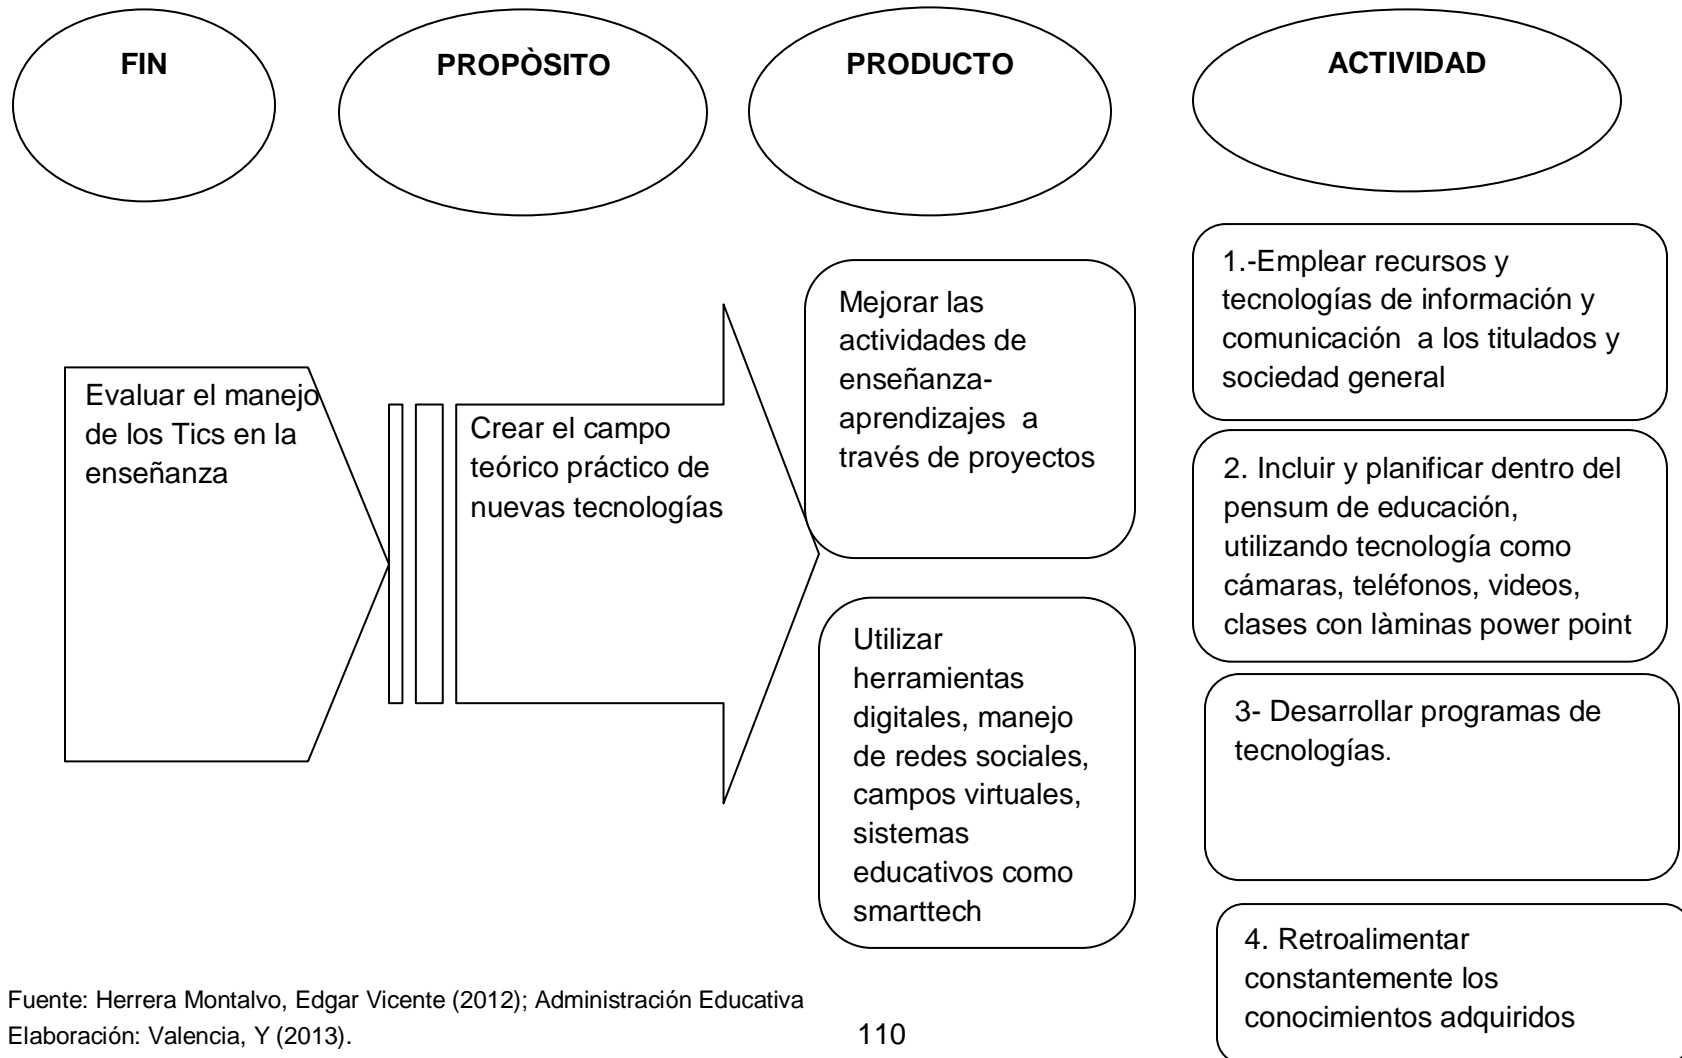 FIN
PROPÒSITO
PRODUCTO
ACTIVIDAD
Evaluar el manejo
de los Tics en la
enseñanza
Crear el campo
teórico práctico de
nuevas tecnologías
Mejorar las
actividades de
enseñanza-
aprendizajes a
través de proyectos
Utilizar
herramientas
digitales, manejo
de redes sociales,
campos virtuales,
sistemas
educativos como
smarttech
1.-Emplear recursos y
tecnologías de información y
comunicación a los titulados y
sociedad general
2. Incluir y planificar dentro del
pensum de educación,
utilizando tecnología como
cámaras, teléfonos, videos,
clases con làminas power point
3- Desarrollar programas de
tecnologías.
4. Retroalimentar
constantemente los
conocimientos adquiridos
Fuente: Herrera Montalvo, Edgar Vicente (2012); Administración Educativa
Elaboración: Valencia, Y (2013).
110